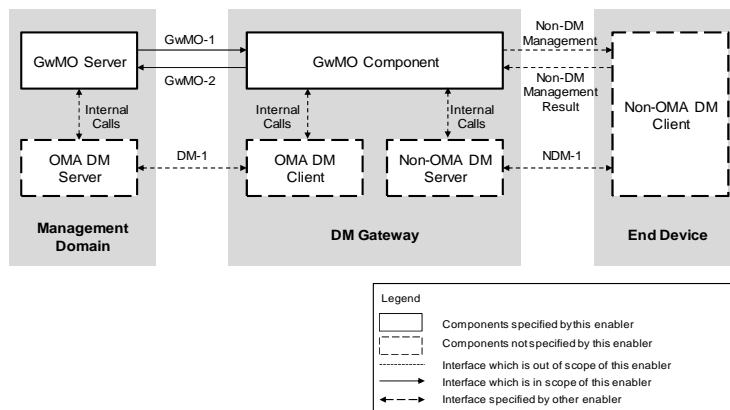 GwMO Server
GwMO-1
GwMO-2
GwMO Component
Non-DM
Management
Non-DM
Management
Result
Non-OMA DM
Client
Internal
Calls
Internal
Calls
Internal
Calls
OMA DM
Server
DM-1
OMA DM
Client
Non-OMA DM
Server
NDM-1
Management
Domain
DM Gateway
End Device
Legend
Components specified by this enabler
Components not specified by this enabler
Interface which is out of scope of this enabler
Interface which is in scope of this enabler
Interface specified by other enabler